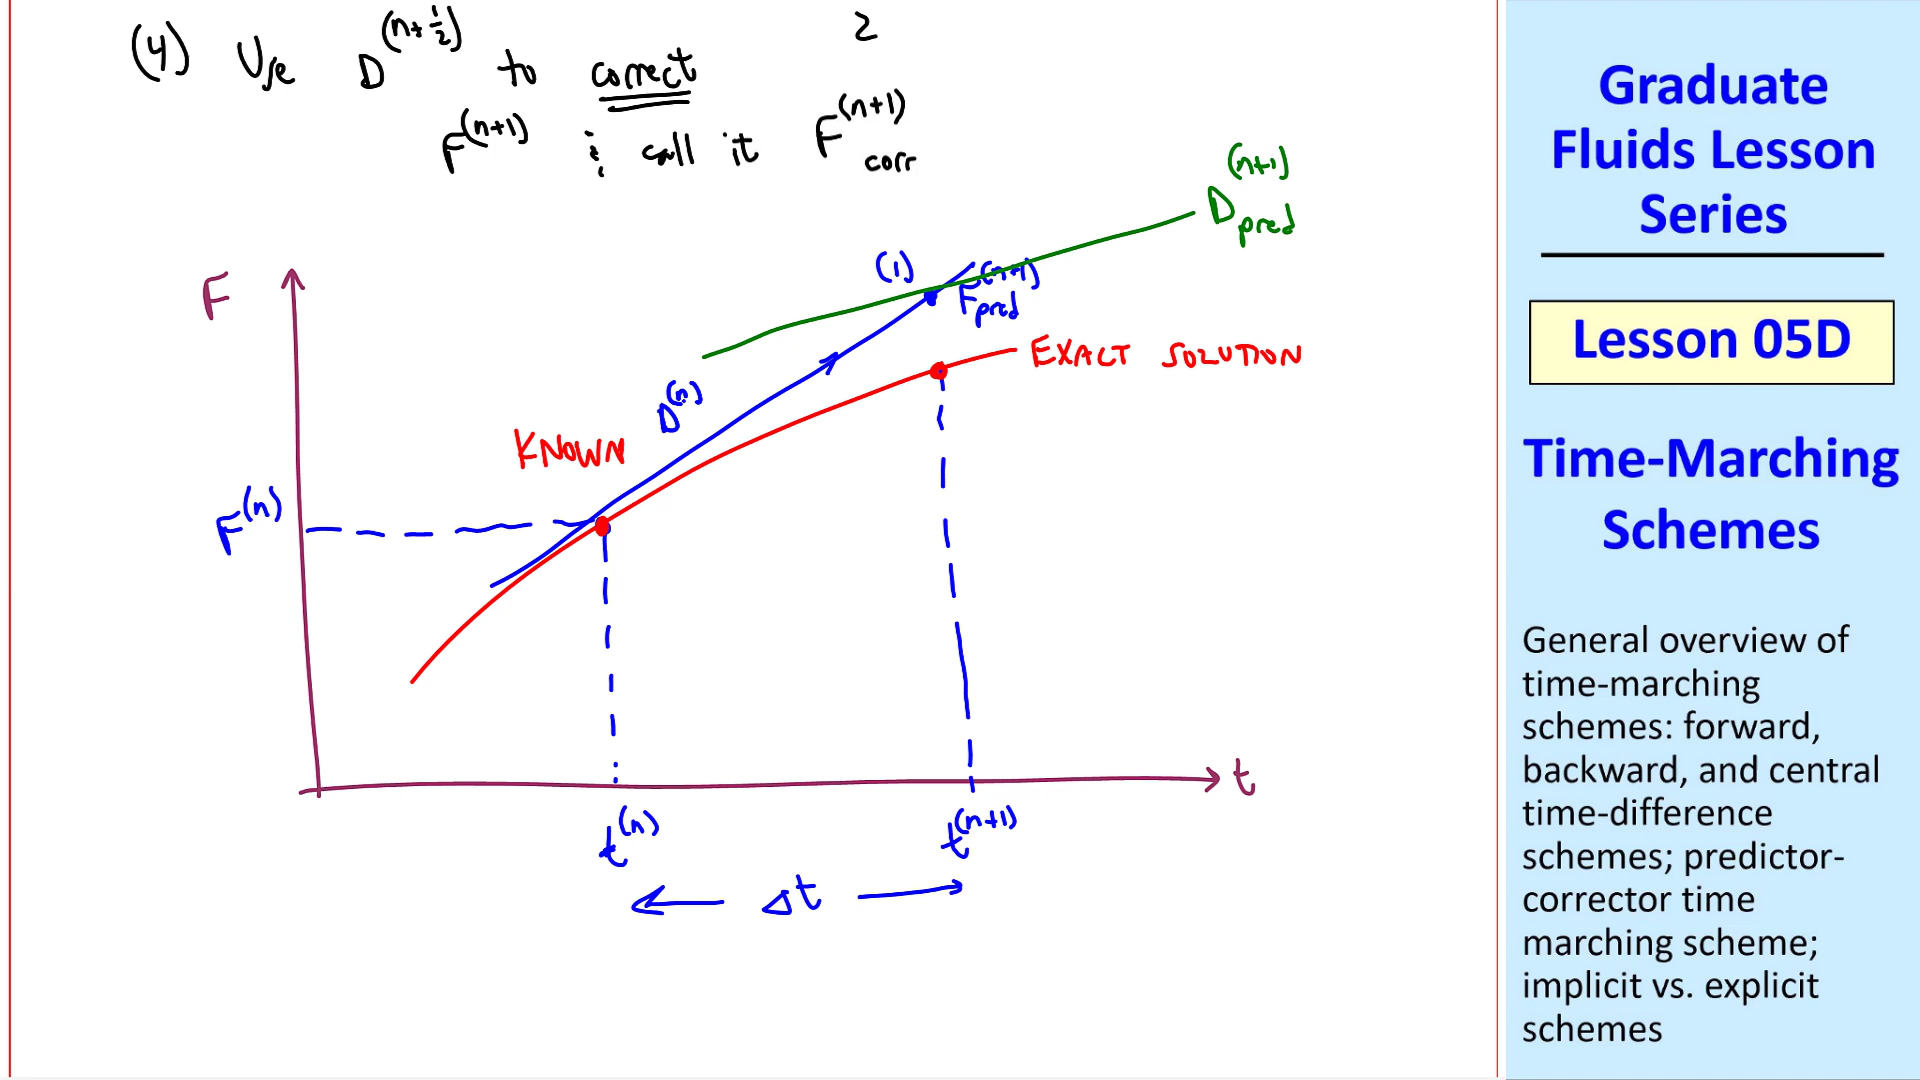 (4) Use D^(n+1/2) to correct
2
F^(n+1) & call it F^(n+1)_corr
D^(n+1)_pred
(1)
F^(n+1)_pred
F
EXACT SOLUTION
D^(n)
KNOWN
F^(n)
t
t^(n)
t^(n+1)
Δt
Graduate
Fluids Lesson
Series
Lesson 05D
Time-Marching
Schemes
General overview of
time-marching
schemes: forward,
backward, and central
time-difference
schemes; predictor-
corrector time
marching scheme;
implicit vs. explicit
schemes